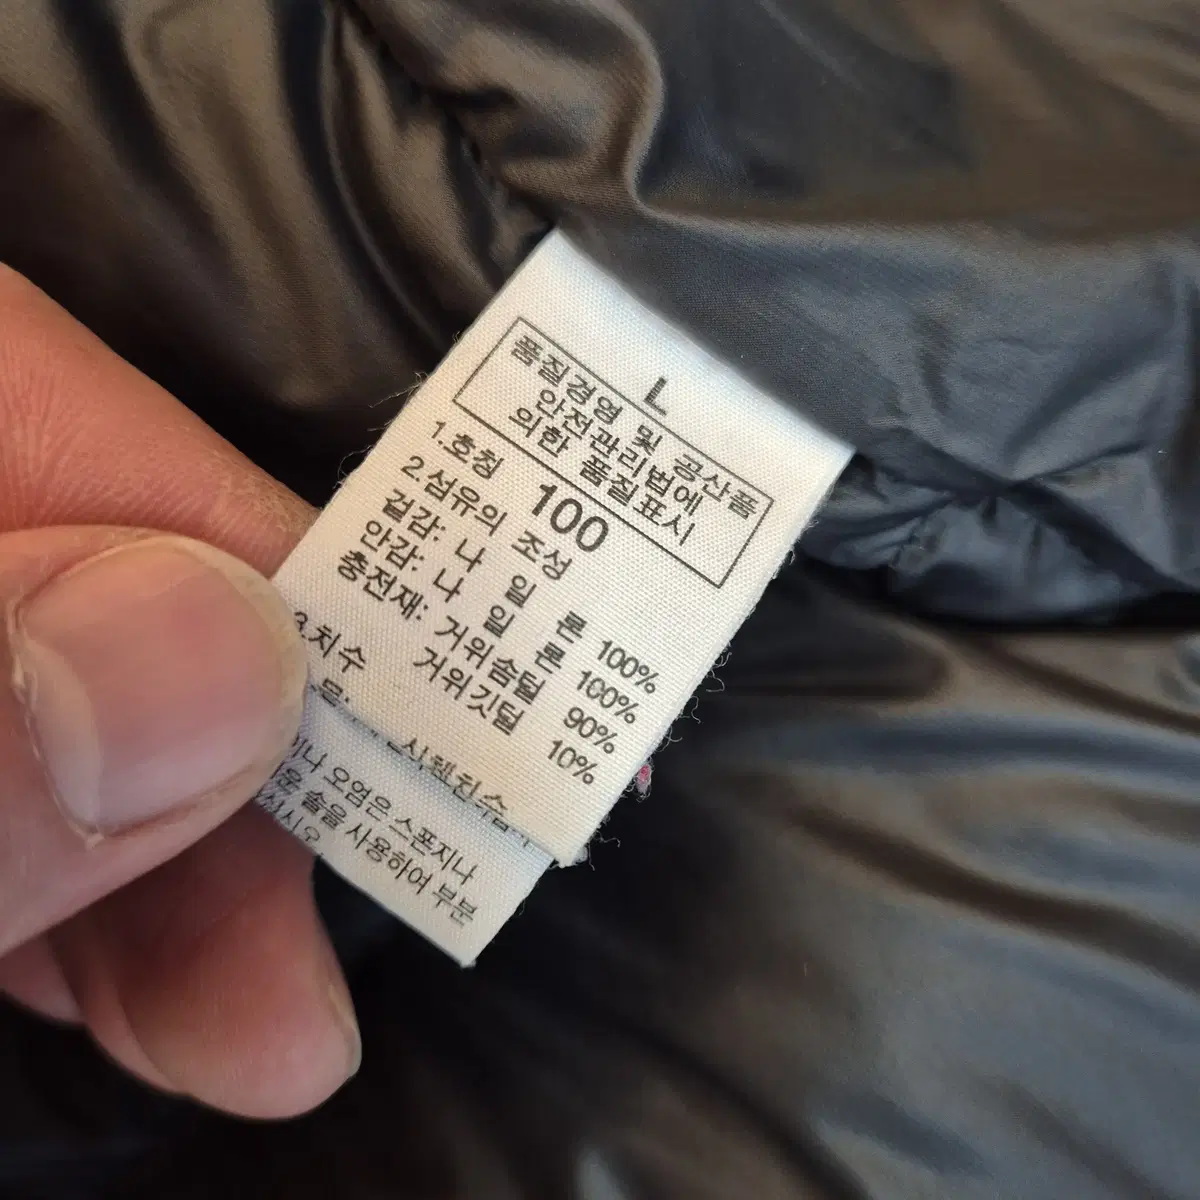 L
품질경영 및 공산품
안전관리법에
의한 품질표시
1.호칭 100
2.섬유의 조성
겉감: 나 일 론 100%
안감: 나 일 론 100%
충전재: 거위솜털 90%
거위깃털 10%
3.치수
오염은 스폰지나
솔을 사용하여 부분